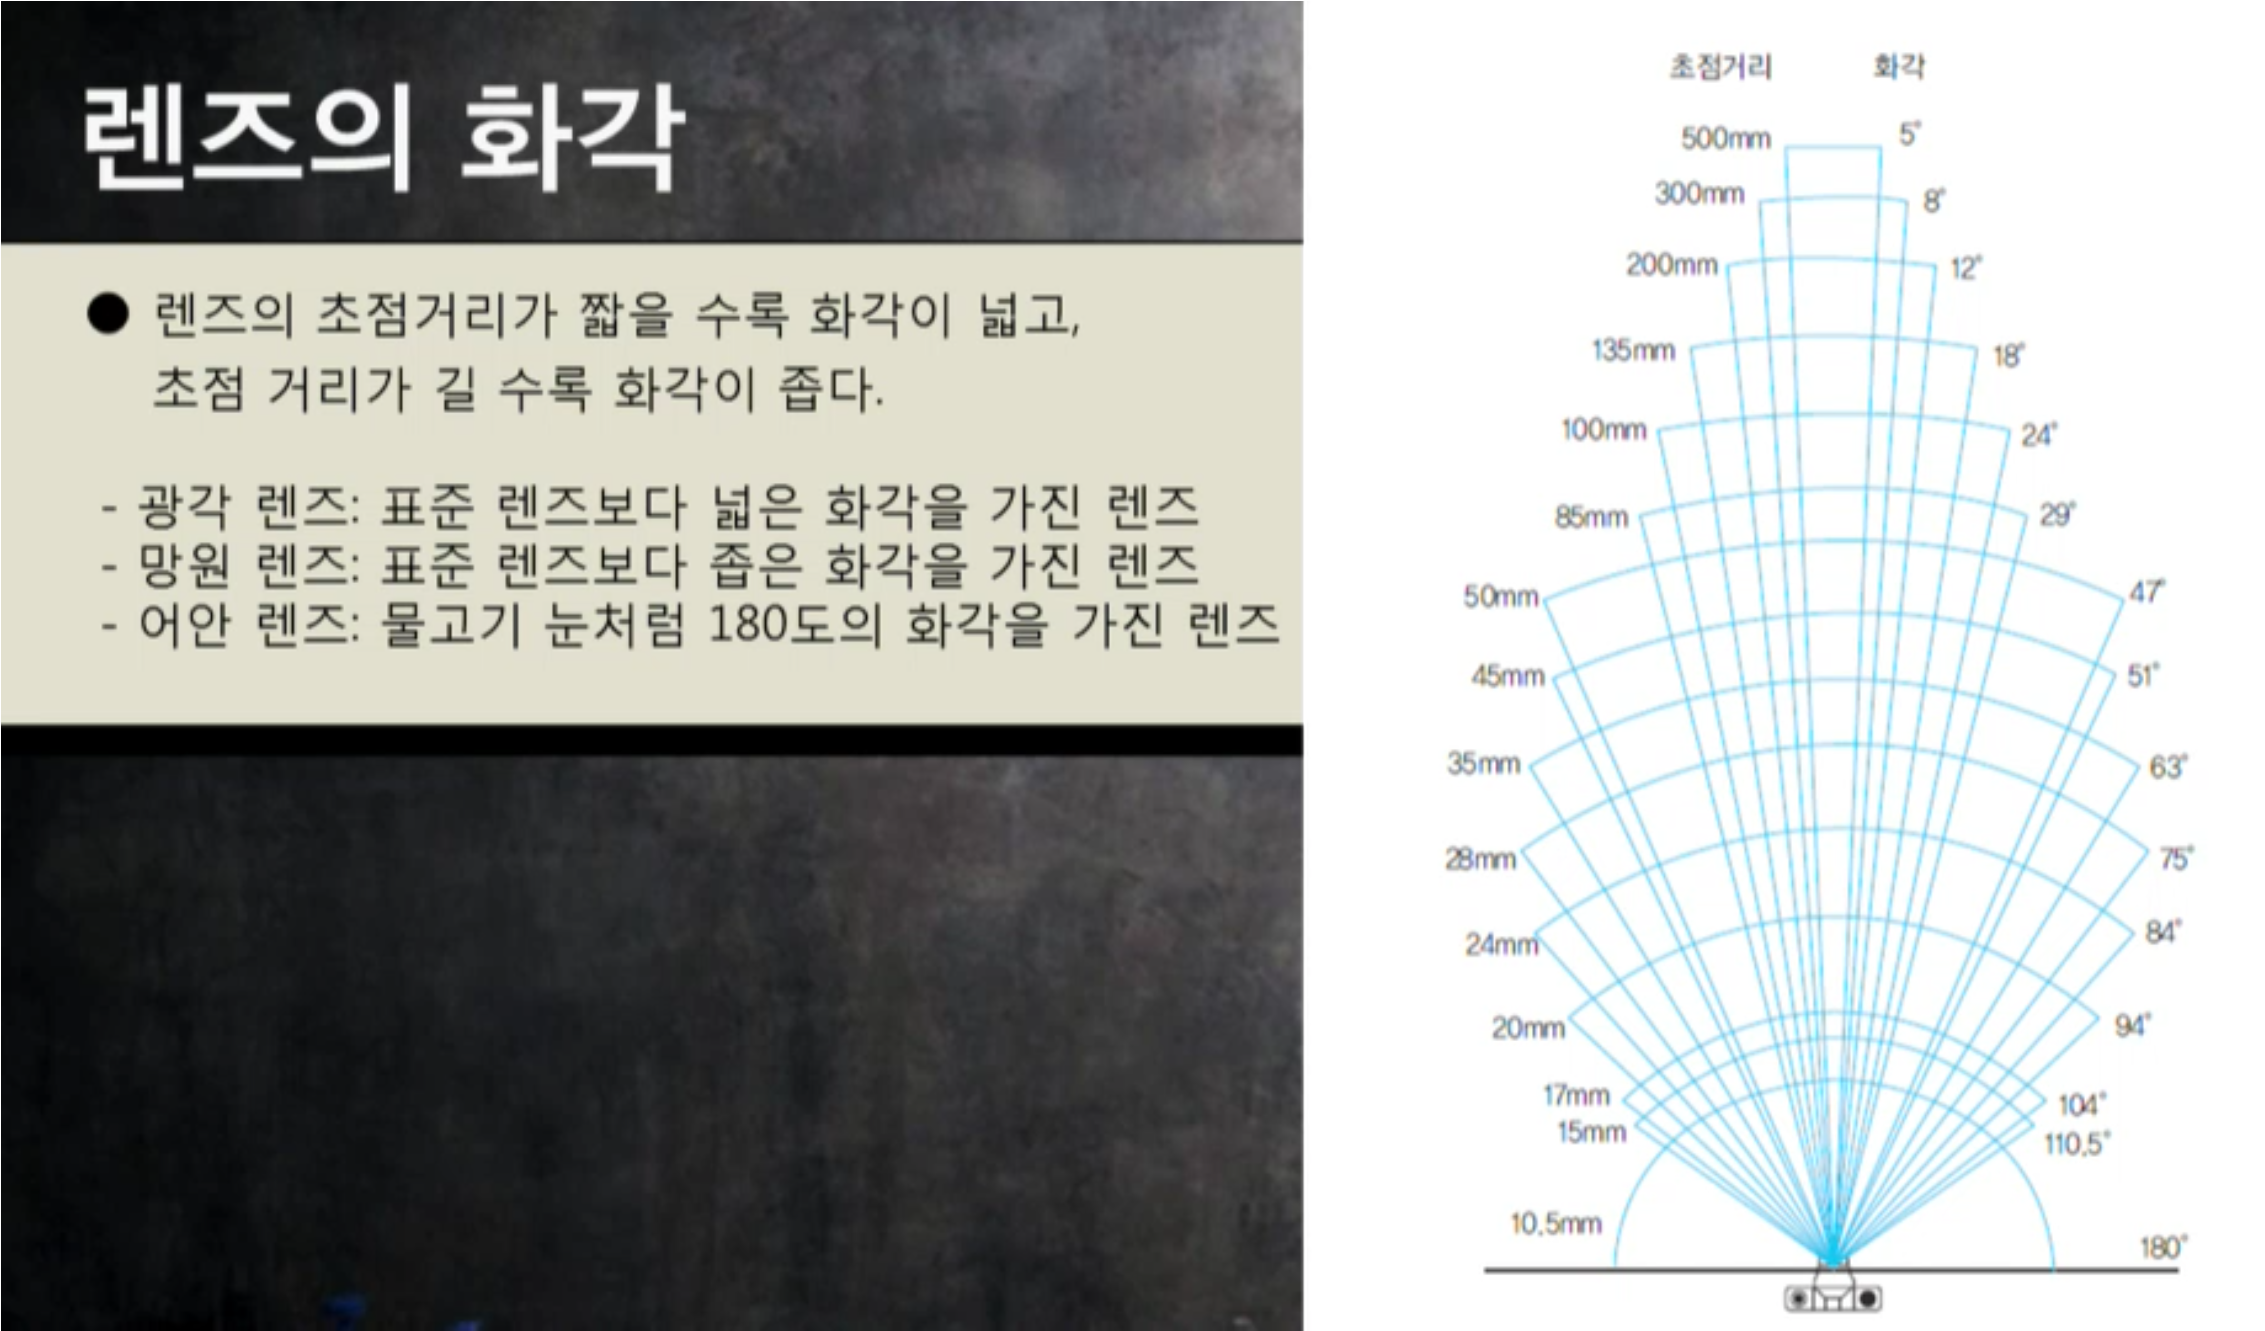 렌즈의 화각
● 렌즈의 초점거리가 짧을 수록 화각이 넓고,
초점 거리가 길 수록 화각이 좁다.
- 광각 렌즈: 표준 렌즈보다 넓은 화각을 가진 렌즈
- 망원 렌즈: 표준 렌즈보다 좁은 화각을 가진 렌즈
- 어안 렌즈: 물고기 눈처럼 180도의 화각을 가진 렌즈
초점거리 화각
500mm 5°
300mm 8°
200mm 12°
135mm 18°
100mm 24°
85mm 29°
50mm 47°
45mm 51°
35mm 63°
28mm 75°
24mm 84°
20mm 94°
17mm 104°
15mm 110.5°
10.5mm 180°